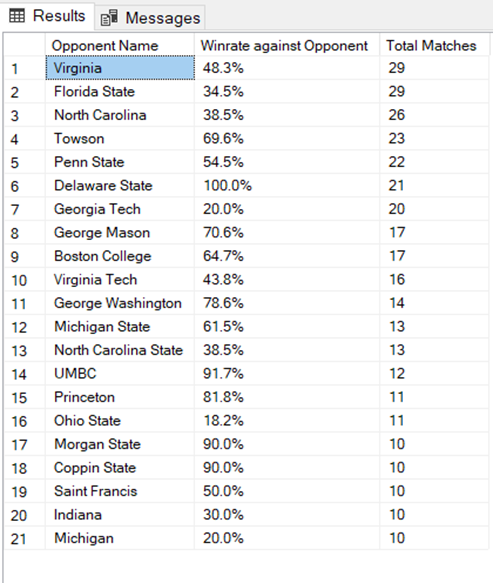 Results Messages
Opponent Name Winrate against Opponent Total Matches
1 Virginia 48.3% 29
2 Florida State 34.5% 29
3 North Carolina 38.5% 26
4 Towson 69.6% 23
5 Penn State 54.5% 22
6 Delaware State 100.0% 21
7 Georgia Tech 20.0% 20
8 George Mason 70.6% 17
9 Boston College 64.7% 17
10 Virginia Tech 43.8% 16
11 George Washington 78.6% 14
12 Michigan State 61.5% 13
13 North Carolina State 38.5% 13
14 UMBC 91.7% 12
15 Princeton 81.8% 11
16 Ohio State 18.2% 11
17 Morgan State 90.0% 10
18 Coppin State 90.0% 10
19 Saint Francis 50.0% 10
20 Indiana 30.0% 10
21 Michigan 20.0% 10